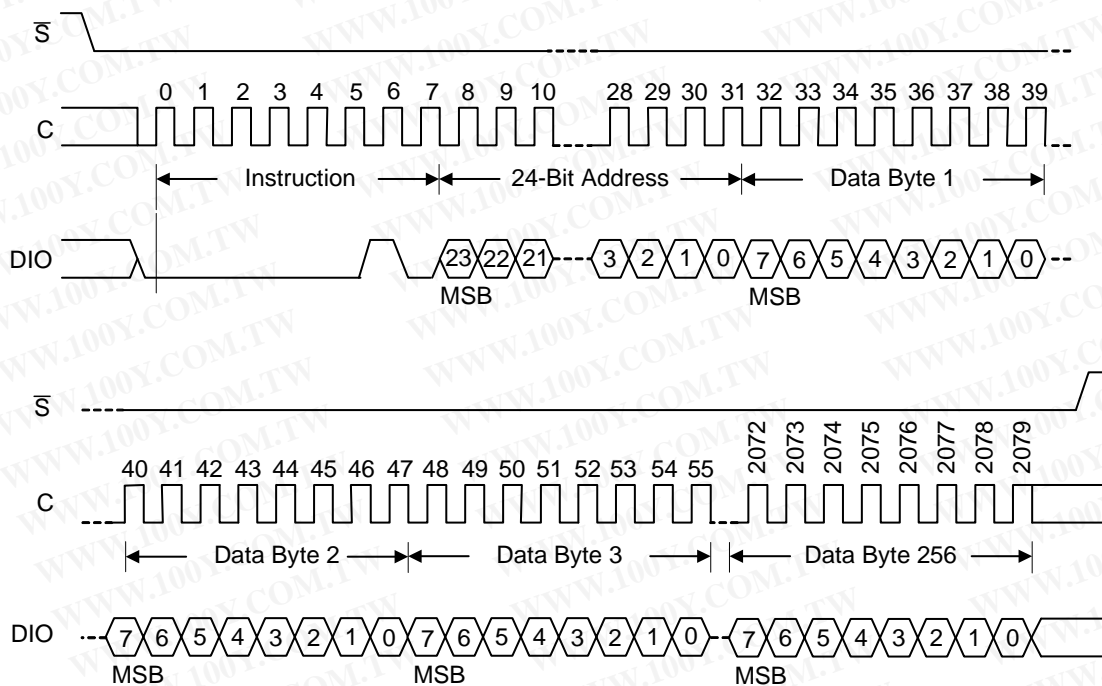 S̅
0 1 2 3 4 5 6 7 8 9 10 28 29 30 31 32 33 34 35 36 37 38 39
C
Instruction 24-Bit Address Data Byte 1
DIO 23 22 21 3 2 1 0 7 6 5 4 3 2 1 0
MSB MSB
S̅
2072 2073 2074 2075 2076 2077 2078 2079
40 41 42 43 44 45 46 47 48 49 50 51 52 53 54 55
C
Data Byte 2 Data Byte 3 Data Byte 256
DIO 7 6 5 4 3 2 1 0 7 6 5 4 3 2 1 0 7 6 5 4 3 2 1 0
MSB MSB MSB
WWW.100Y.COM.TW